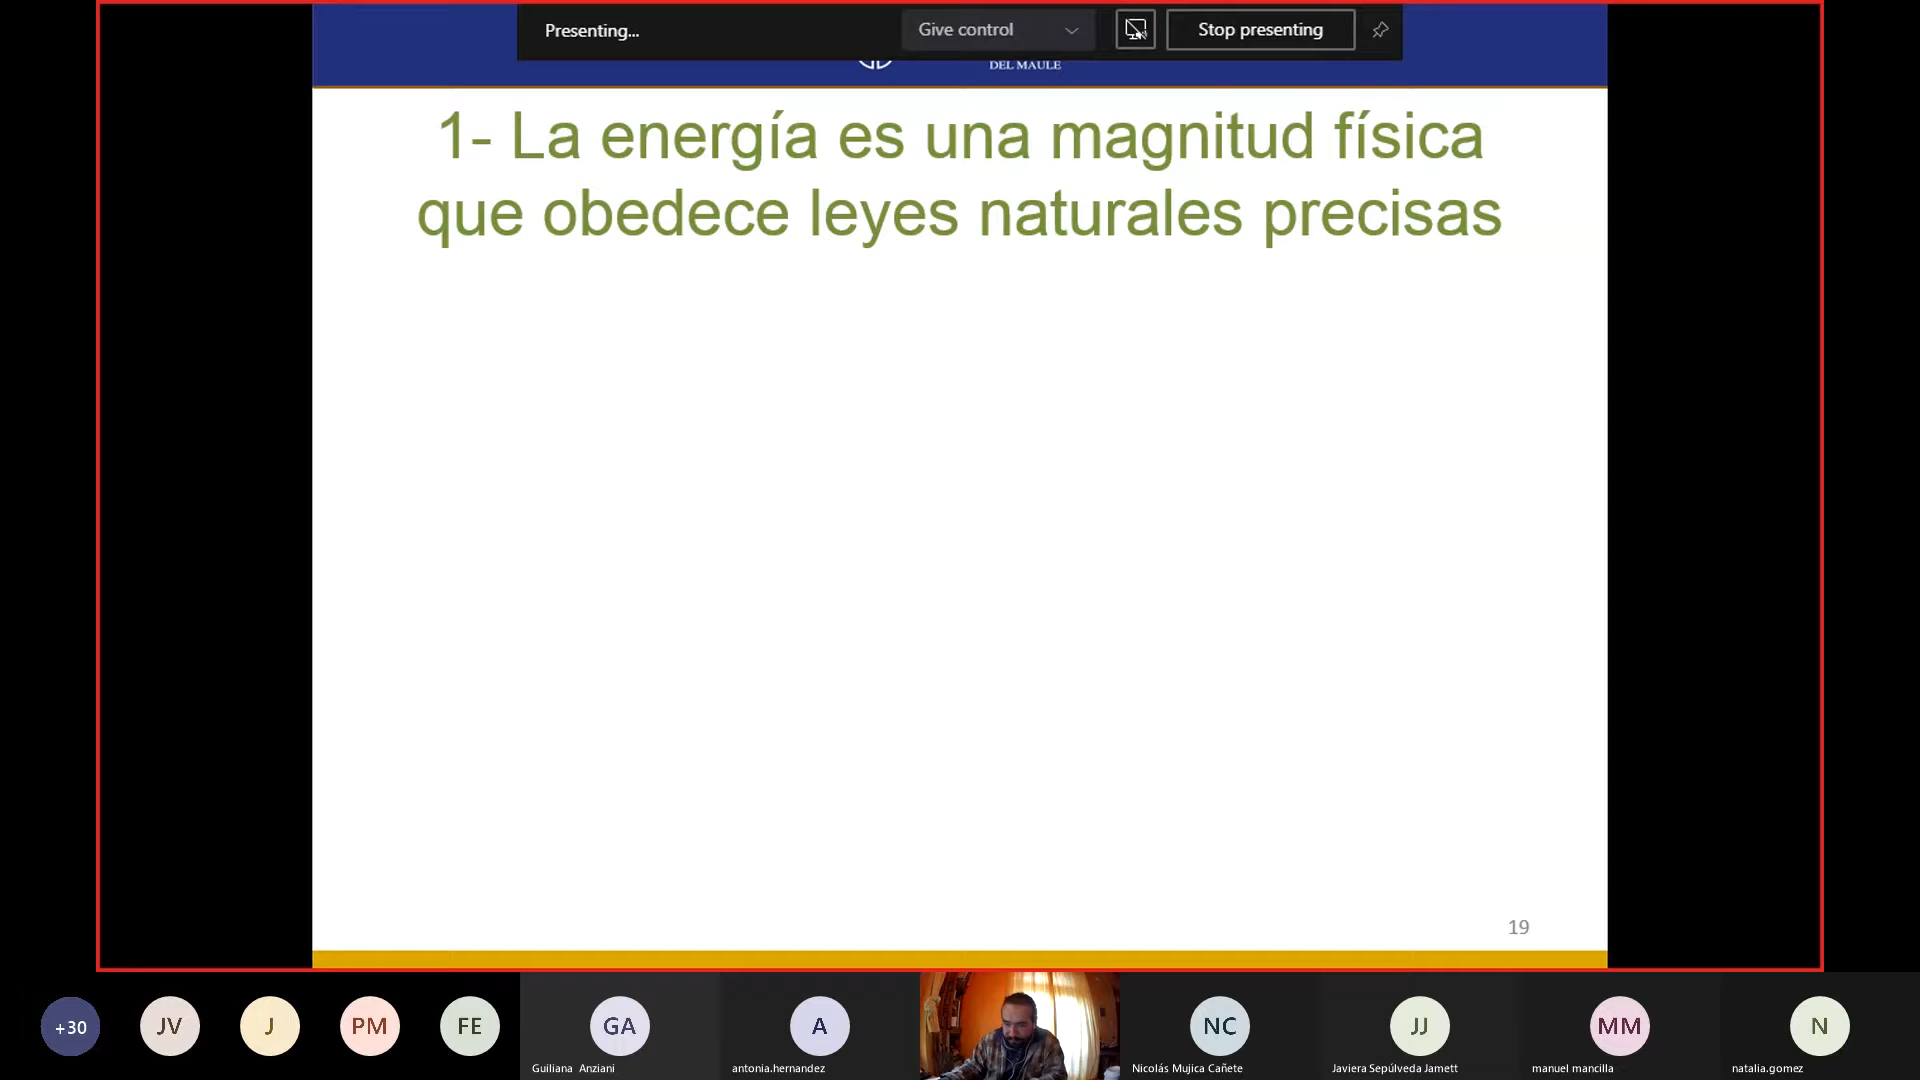 Presenting...
Give control
Stop presenting
DEL MAULE
1- La energía es una magnitud física
que obedece leyes naturales precisas
19
+30
JV
J
PM
FE
GA
A
NC
JJ
MM
N
Guiliana Anziani
antonia.hernandez
Nicolás Mujica Cañete
Javiera Sepúlveda Jamett
manuel mancilla
natalia.gomez